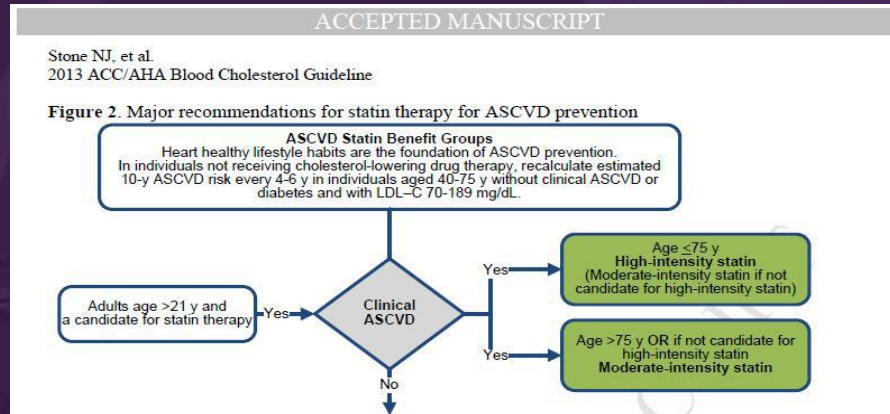 ACCEPTED MANUSCRIPT
Stone NJ, et al.
2013 ACC/AHA Blood Cholesterol Guideline
Figure 2. Major recommendations for statin therapy for ASCVD prevention
ASCVD Statin Benefit Groups
Heart healthy lifestyle habits are the foundation of ASCVD prevention.
In individuals not receiving cholesterol-lowering drug therapy, recalculate estimated
10-y ASCVD risk every 4-6 y in individuals aged 40-75 y without clinical ASCVD or
diabetes and with LDL–C 70-189 mg/dL.
Adults age >21 y and
a candidate for statin therapy
Yes
Clinical
ASCVD
Yes
Age ≤75 y
High-intensity statin
(Moderate-intensity statin if not
candidate for high-intensity statin)
Yes
Age >75 y OR if not candidate for
high-intensity statin
Moderate-intensity statin
No